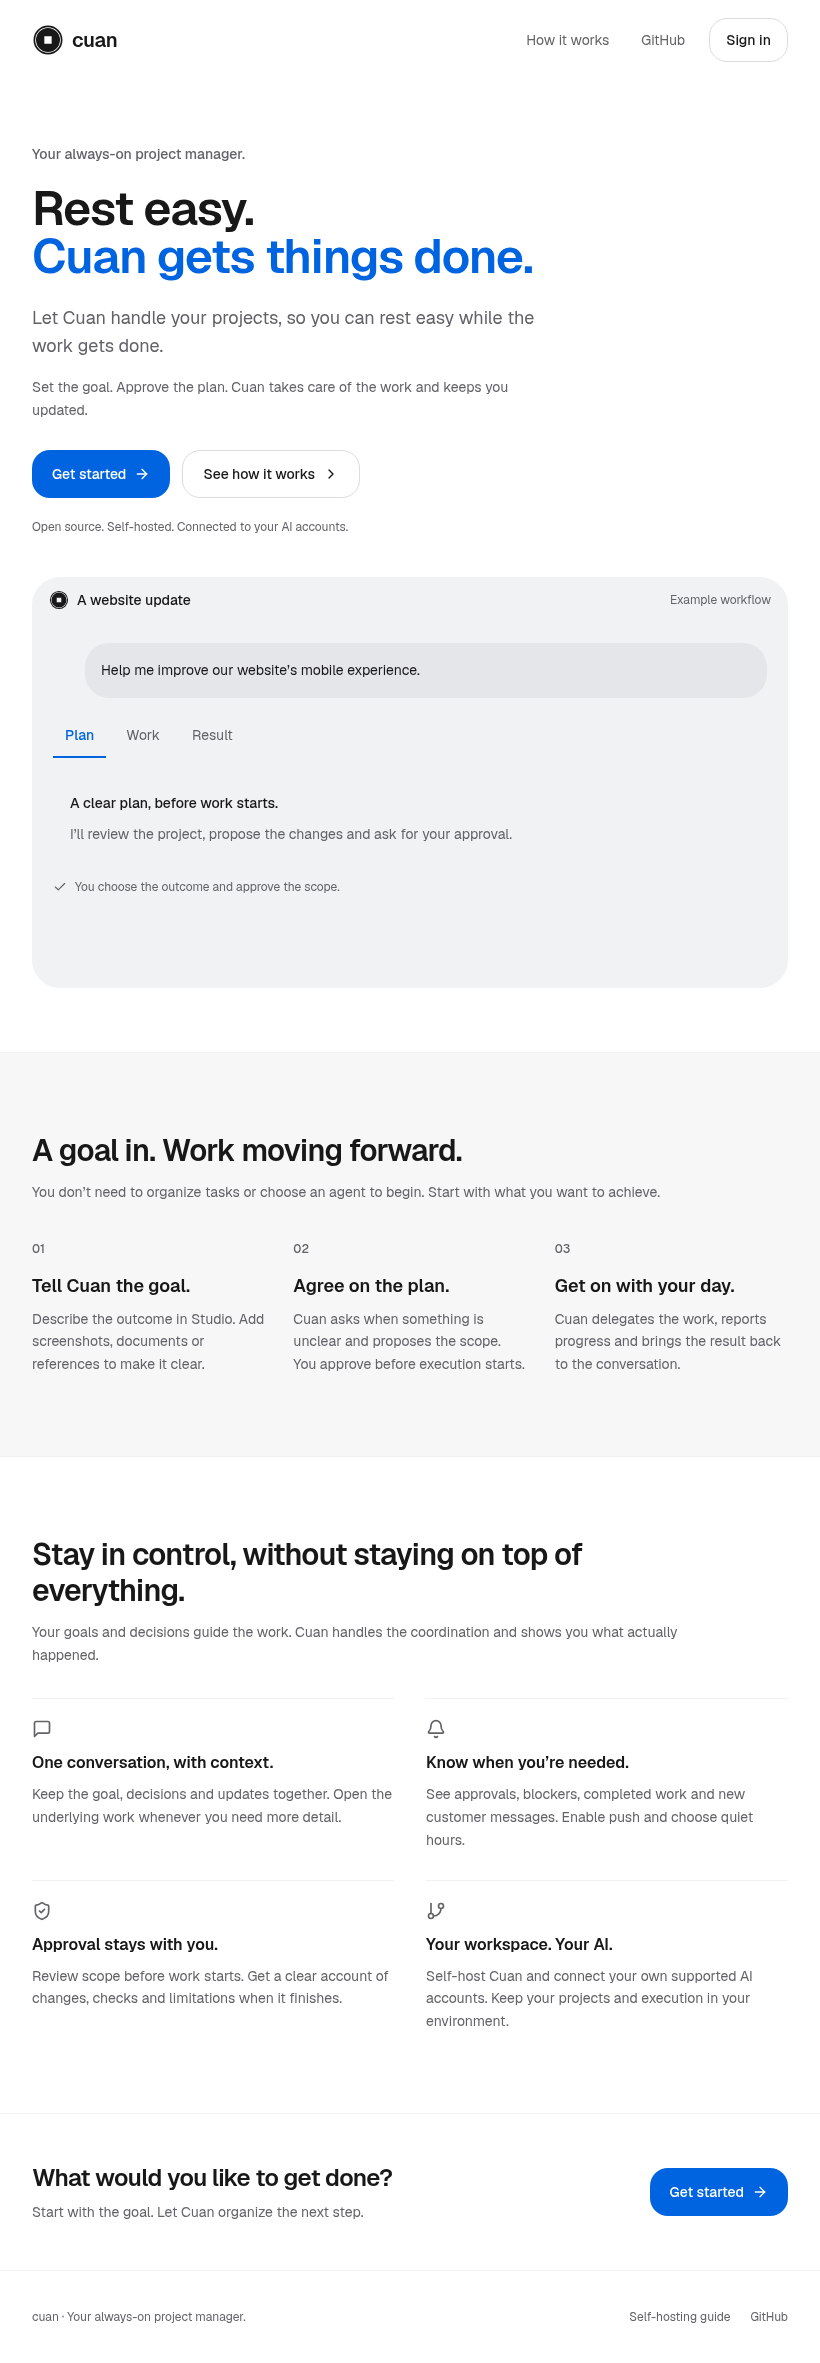 cuan
How it works
GitHub
Sign in
Your always-on project manager.
Rest easy.
Cuan gets things done.
Let Cuan handle your projects, so you can rest easy while the
work gets done.
Set the goal. Approve the plan. Cuan takes care of the work and keeps you
updated.
Get started
See how it works
Open source. Self-hosted. Connected to your AI accounts.
A website update
Example workflow
Help me improve our website’s mobile experience.
Plan
Work
Result
A clear plan, before work starts.
I’ll review the project, propose the changes and ask for your approval.
You choose the outcome and approve the scope.
A goal in. Work moving forward.
You don’t need to organize tasks or choose an agent to begin. Start with what you want to achieve.
01
Tell Cuan the goal.
Describe the outcome in Studio. Add
screenshots, documents or
references to make it clear.
02
Agree on the plan.
Cuan asks when something is
unclear and proposes the scope.
You approve before execution starts.
03
Get on with your day.
Cuan delegates the work, reports
progress and brings the result back
to the conversation.
Stay in control, without staying on top of
everything.
Your goals and decisions guide the work. Cuan handles the coordination and shows you what actually
happened.
One conversation, with context.
Keep the goal, decisions and updates together. Open the
underlying work whenever you need more detail.
Know when you’re needed.
See approvals, blockers, completed work and new
customer messages. Enable push and choose quiet
hours.
Approval stays with you.
Review scope before work starts. Get a clear account of
changes, checks and limitations when it finishes.
Your workspace. Your AI.
Self-host Cuan and connect your own supported AI
accounts. Keep your projects and execution in your
environment.
What would you like to get done?
Start with the goal. Let Cuan organize the next step.
Get started
cuan · Your always-on project manager.
Self-hosting guide
GitHub